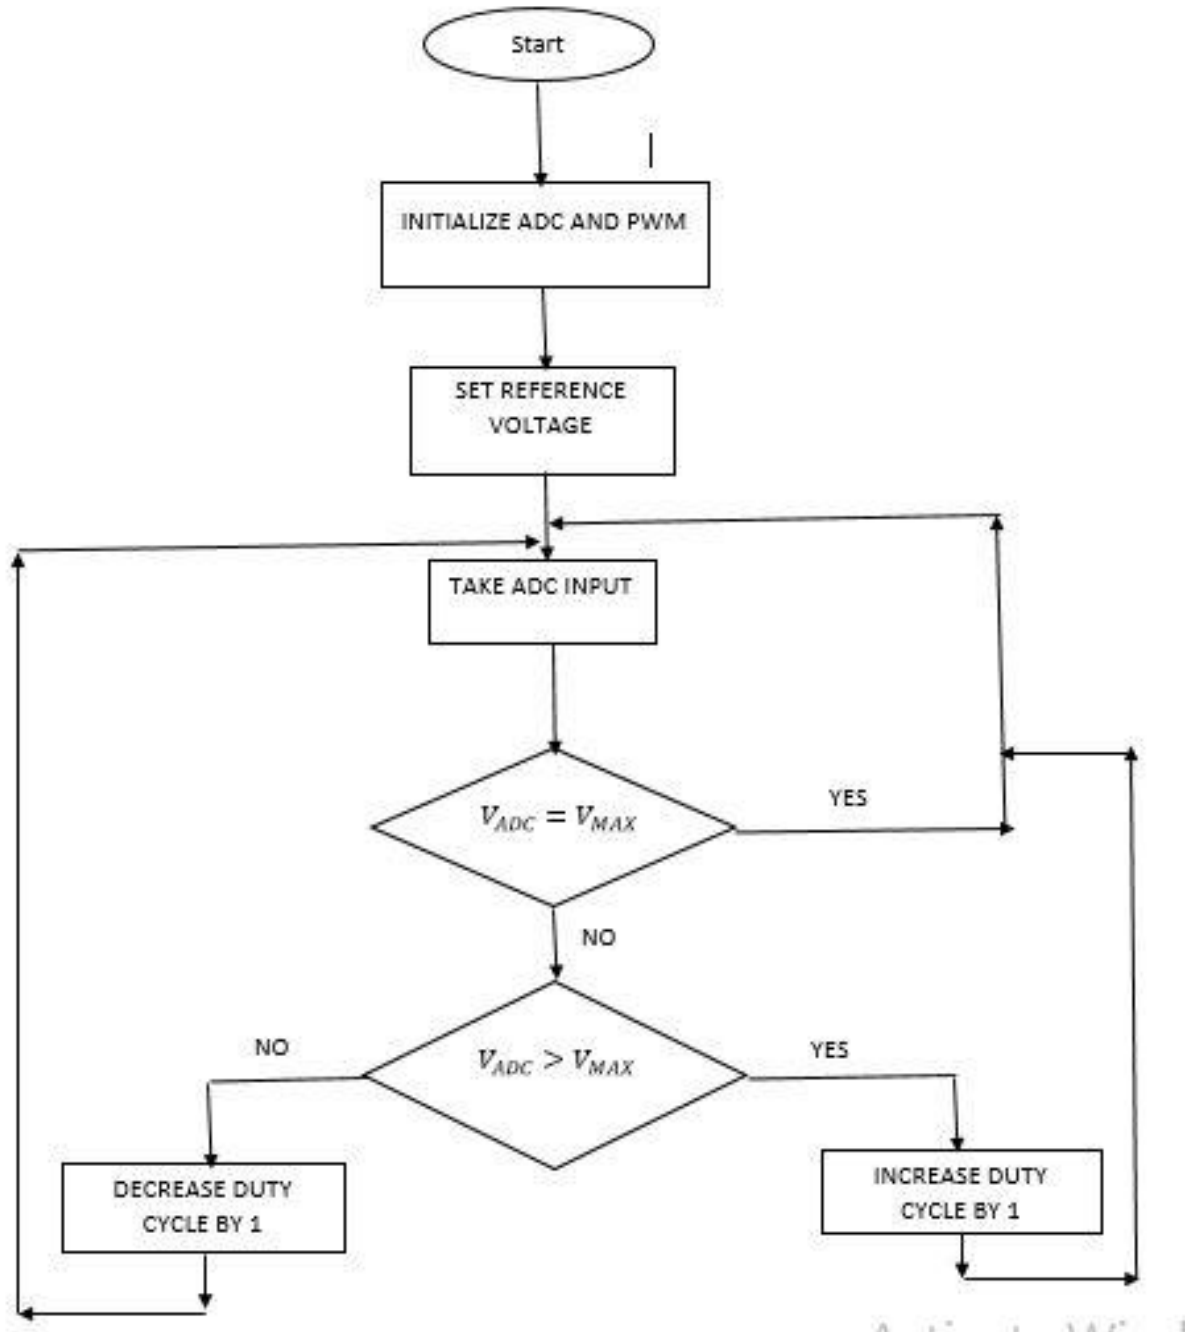 Start
INITIALIZE ADC AND PWM
SET REFERENCE
VOLTAGE
TAKE ADC INPUT
V_ADC = V_MAX
YES
NO
V_ADC > V_MAX
NO
YES
DECREASE DUTY
CYCLE BY 1
INCREASE DUTY
CYCLE BY 1